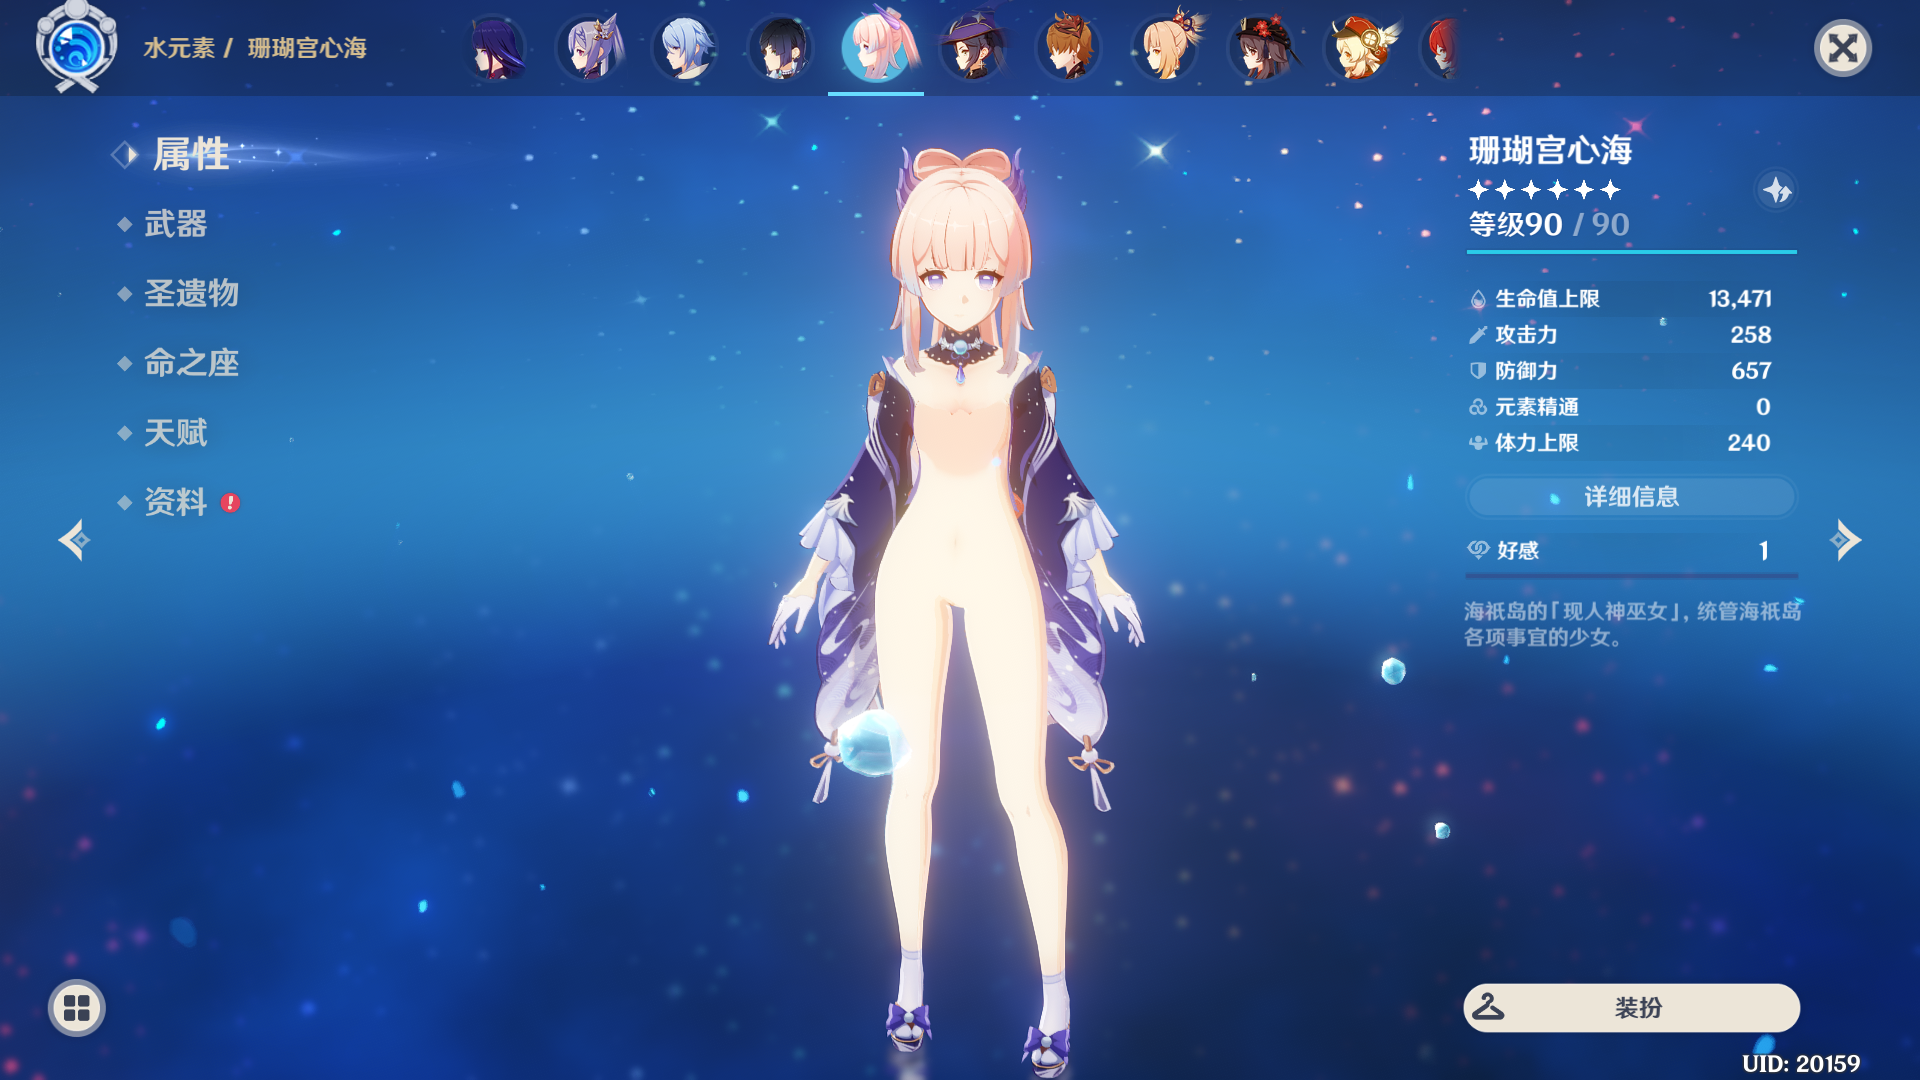 水元素 / 珊瑚宫心海
属性
武器
圣遗物
命之座
天赋
资料
珊瑚宫心海
等级90 / 90
生命值上限 13,471
攻击力 258
防御力 657
元素精通 0
体力上限 240
详细信息
好感 1
海祇岛的「现人神巫女」，统管海祇岛
各项事宜的少女。
装扮
UID: 20159